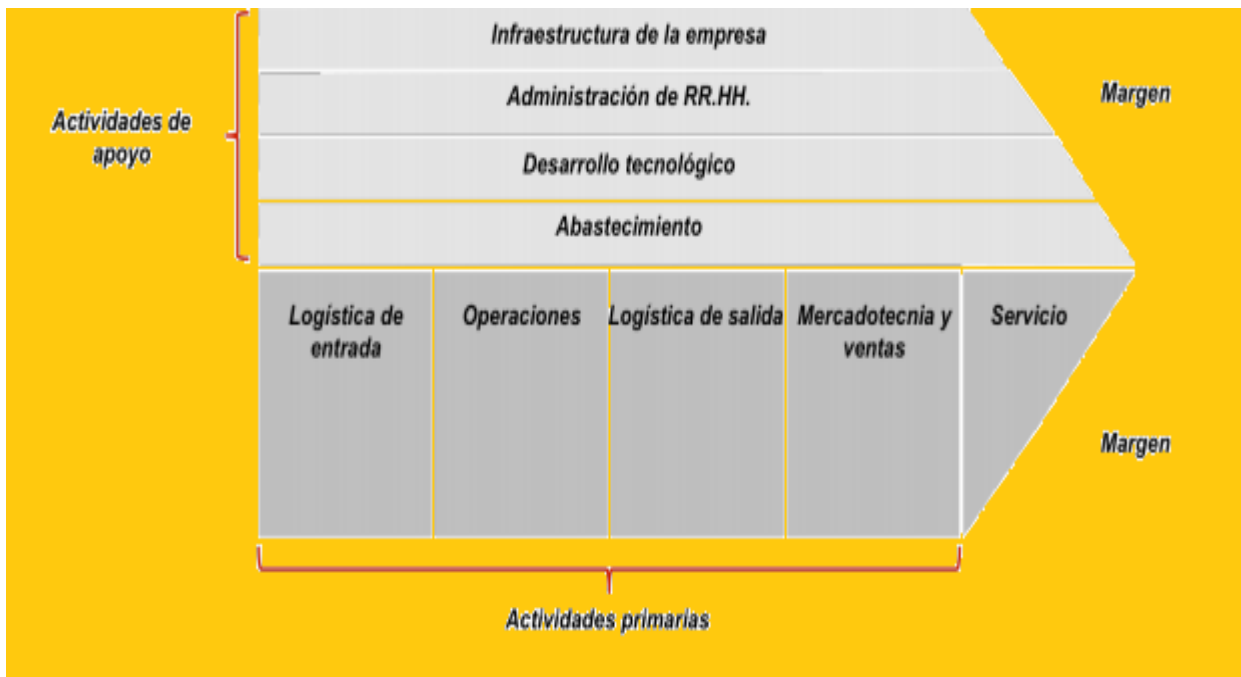 Infraestructura de la empresa
Administración de RR.HH.
Margen
Actividades de
apoyo
Desarrollo tecnológico
Abastecimiento
Logística de
entrada
Operaciones
Logística de salida
Mercadotecnia y
ventas
Servicio
Margen
Actividades primarias